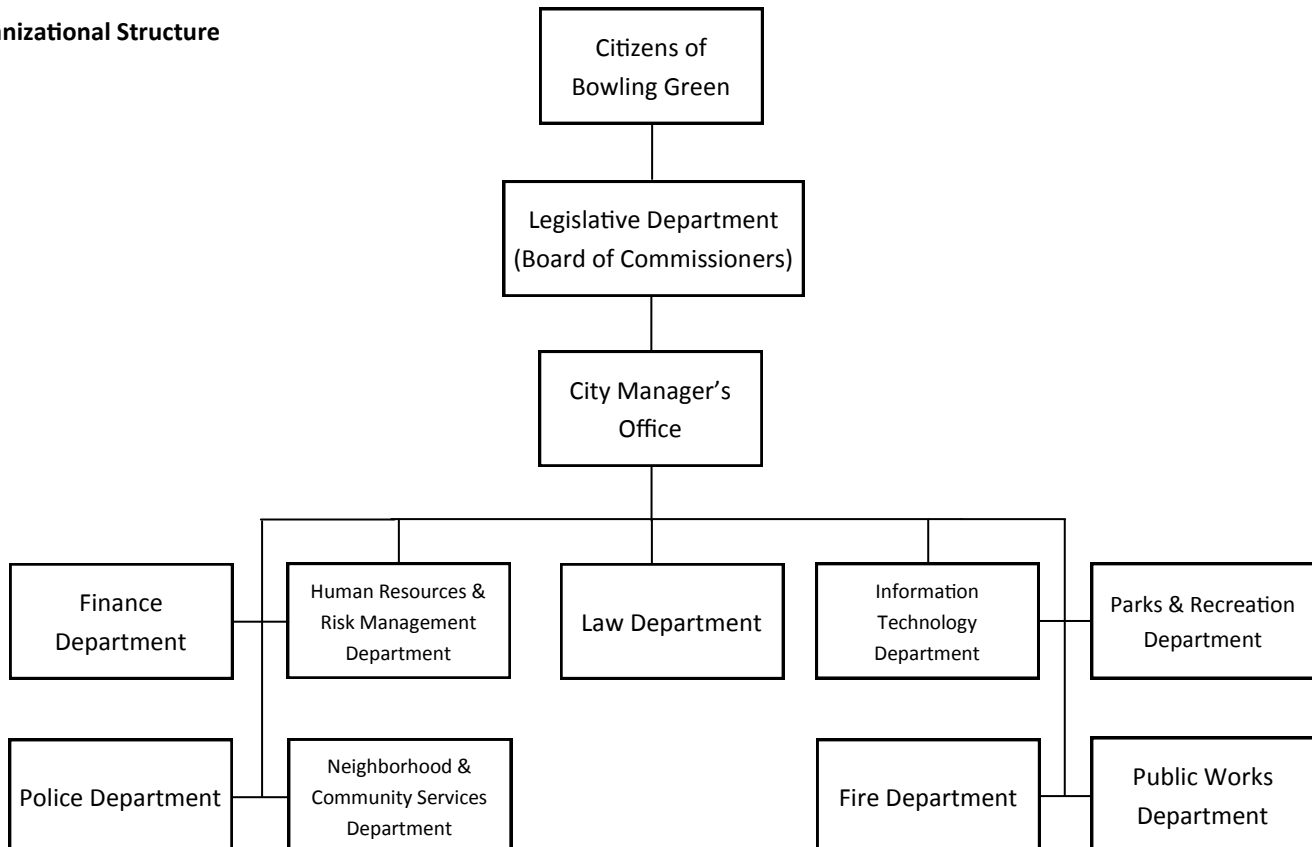 nizational Structure
Citizens of
Bowling Green
Legislative Department
(Board of Commissioners)
City Manager’s
Office
Finance
Department
Human Resources &
Risk Management
Department
Law Department
Information
Technology
Department
Parks & Recreation
Department
Police Department
Neighborhood &
Community Services
Department
Fire Department
Public Works
Department